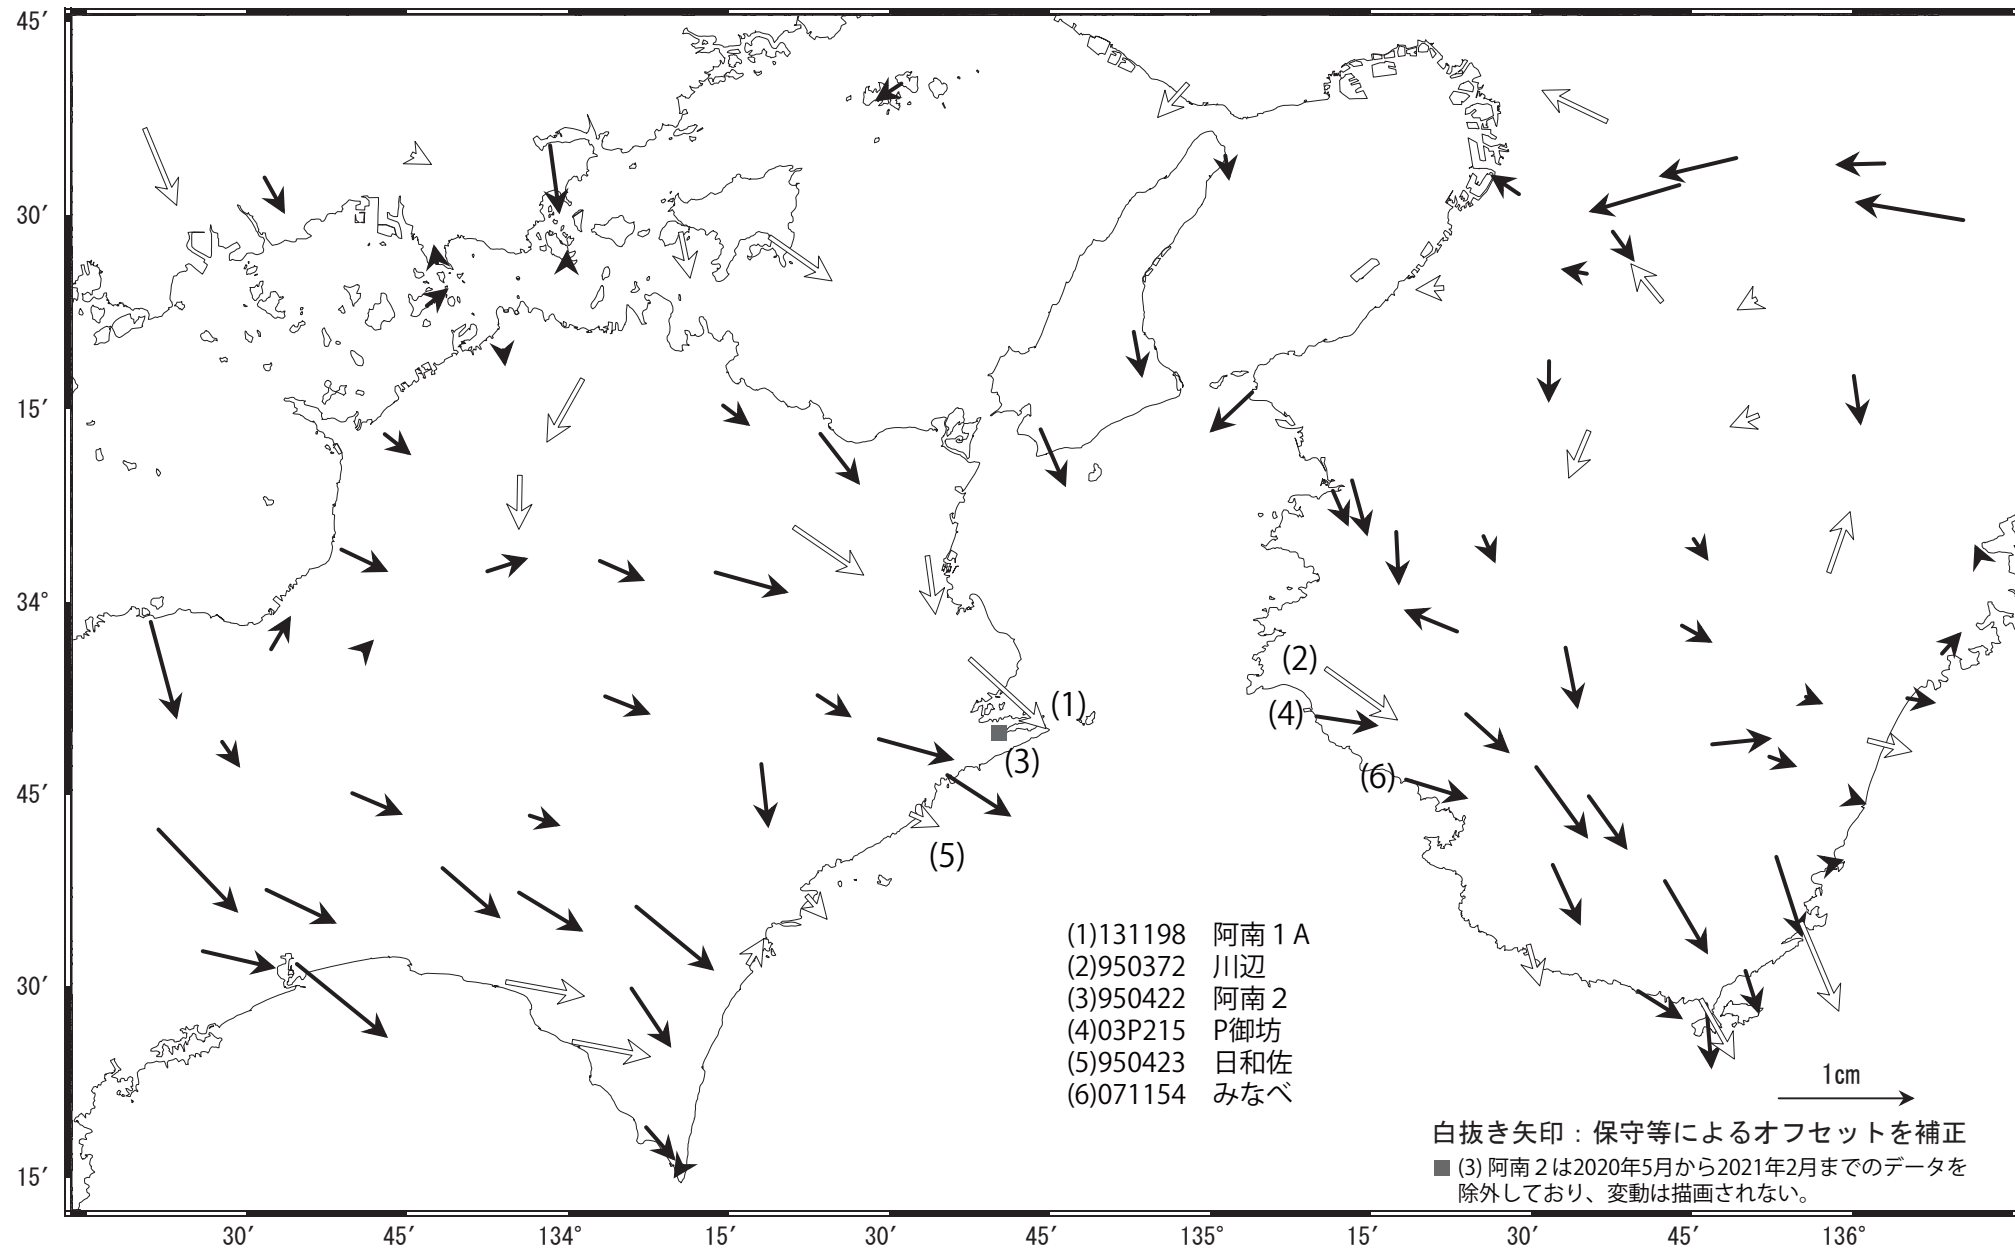 45′
30′
15′
34°
45′
30′
15′
(2)
(1)
(4)
(3)
(6)
(5)
(1)131198 阿南１A
(2)950372 川辺
(3)950422 阿南２
(4)03P215 P御坊
(5)950423 日和佐
(6)071154 みなべ
1cm
白抜き矢印：保守等によるオフセットを補正
(3) 阿南２は2020年5月から2021年2月までのデータを
除外しており、変動は描画されない。
30′ 45′ 134° 15′ 30′ 45′ 135° 15′ 30′ 45′ 136°